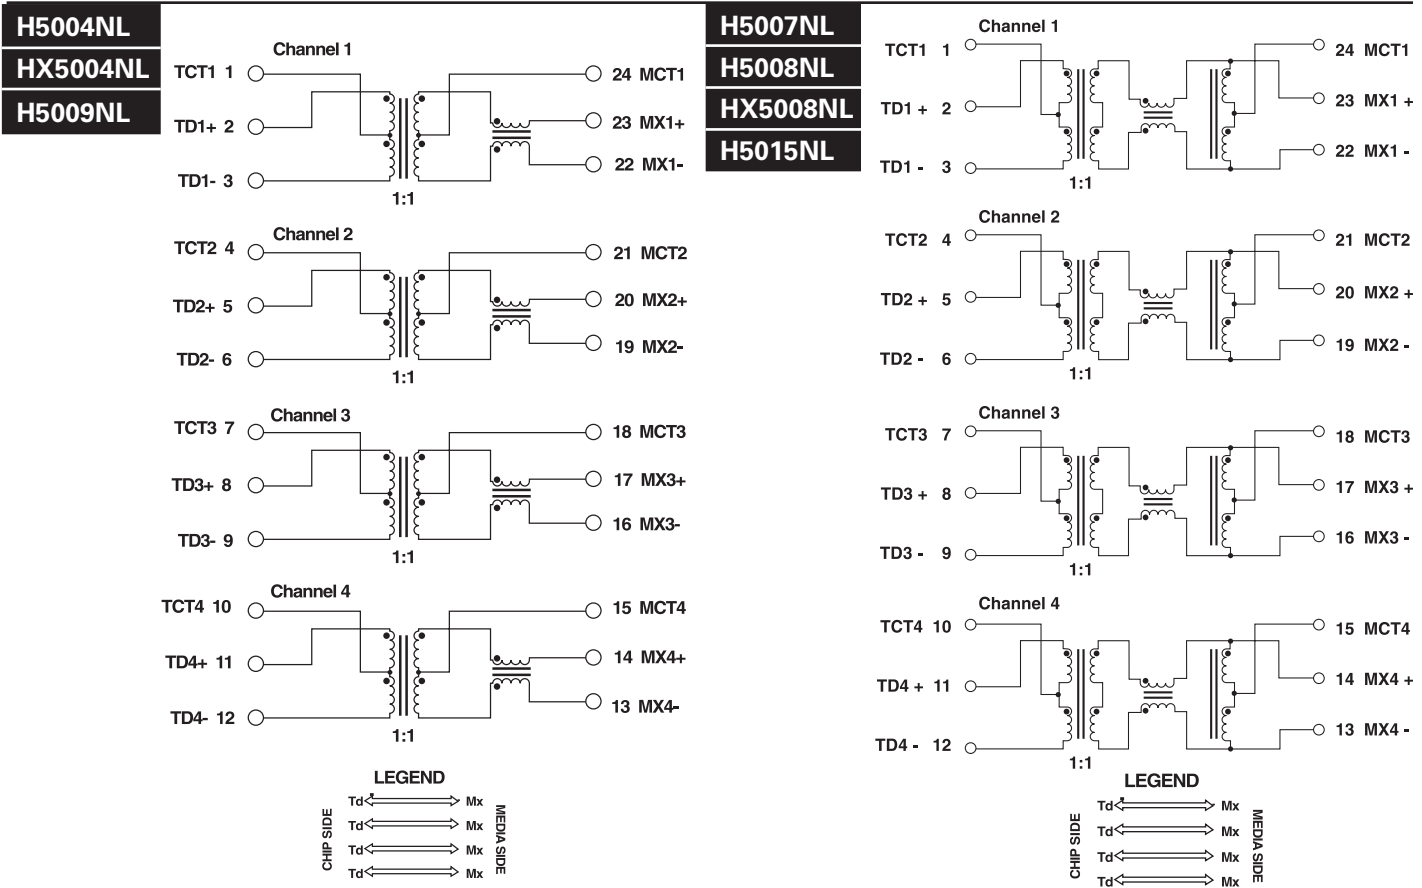 H5004NL
HX5004NL
H5009NL
Channel 1
TCT1 1
24 MCT1
TD1+ 2
23 MX1+
22 MX1-
TD1- 3
1:1
Channel 2
TCT2 4
21 MCT2
TD2+ 5
20 MX2+
19 MX2-
TD2- 6
1:1
Channel 3
TCT3 7
18 MCT3
TD3+ 8
17 MX3+
16 MX3-
TD3- 9
1:1
Channel 4
TCT4 10
15 MCT4
TD4+ 11
14 MX4+
13 MX4-
TD4- 12
1:1
LEGEND
CHIP SIDE
Td Mx
Td Mx
Td Mx
Td Mx
MEDIA SIDE
H5007NL
H5008NL
HX5008NL
H5015NL
Channel 1
TCT1 1
24 MCT1
TD1 + 2
23 MX1 +
22 MX1 -
TD1 - 3
1:1
Channel 2
TCT2 4
21 MCT2
TD2 + 5
20 MX2 +
19 MX2 -
TD2 - 6
1:1
Channel 3
TCT3 7
18 MCT3
TD3 + 8
17 MX3 +
16 MX3 -
TD3 - 9
1:1
Channel 4
TCT4 10
15 MCT4
TD4 + 11
14 MX4 +
13 MX4 -
TD4 - 12
1:1
LEGEND
CHIP SIDE
Td Mx
Td Mx
Td Mx
Td Mx
MEDIA SIDE